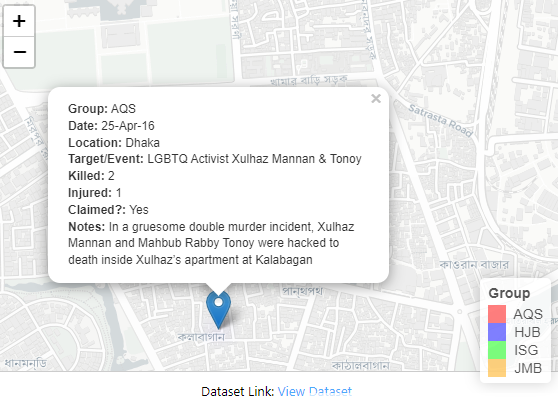 +
−
খামার বাড়ি সড়ক
Satrasta Road
×
Group: AQS
Date: 25-Apr-16
Location: Dhaka
Target/Event: LGBTQ Activist Xulhaz Mannan & Tonoy
Killed: 2
Injured: 1
Claimed?: Yes
Notes: In a gruesome double murder incident, Xulhaz
Mannan and Mahbub Rabby Tonoy were hacked to
death inside Xulhaz’s apartment at Kalabagan
কাওরান বাজার
পান্থপথ
কলাবাগান
ধানমন্ডি
কাঠালবাগান
Group
AQS
HJB
ISG
JMB
Dataset Link: View Dataset